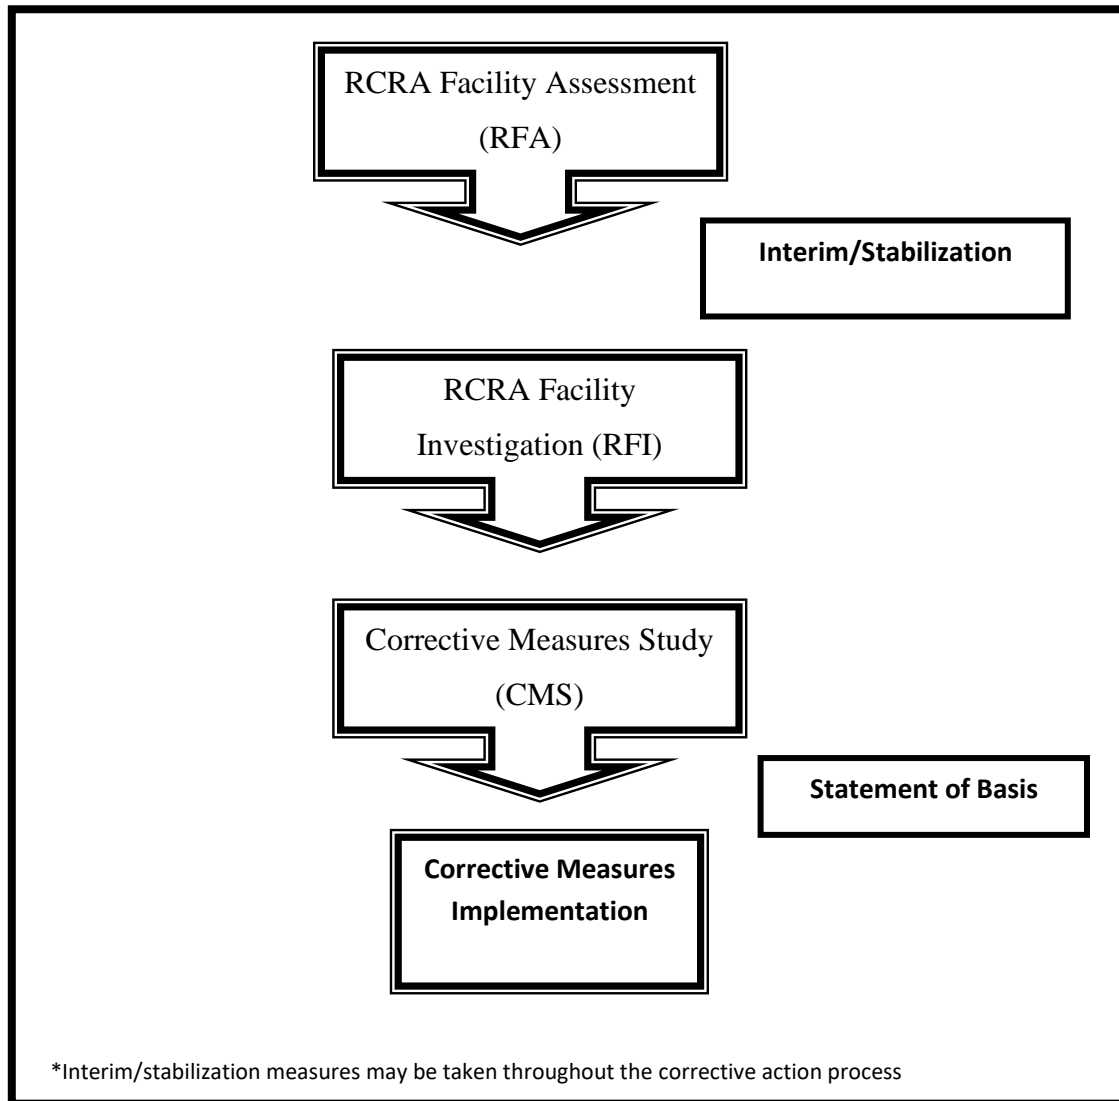 RCRA Facility Assessment
(RFA)
Interim/Stabilization
RCRA Facility
Investigation (RFI)
Corrective Measures Study
(CMS)
Statement of Basis
Corrective Measures
Implementation
*Interim/stabilization measures may be taken throughout the corrective action process